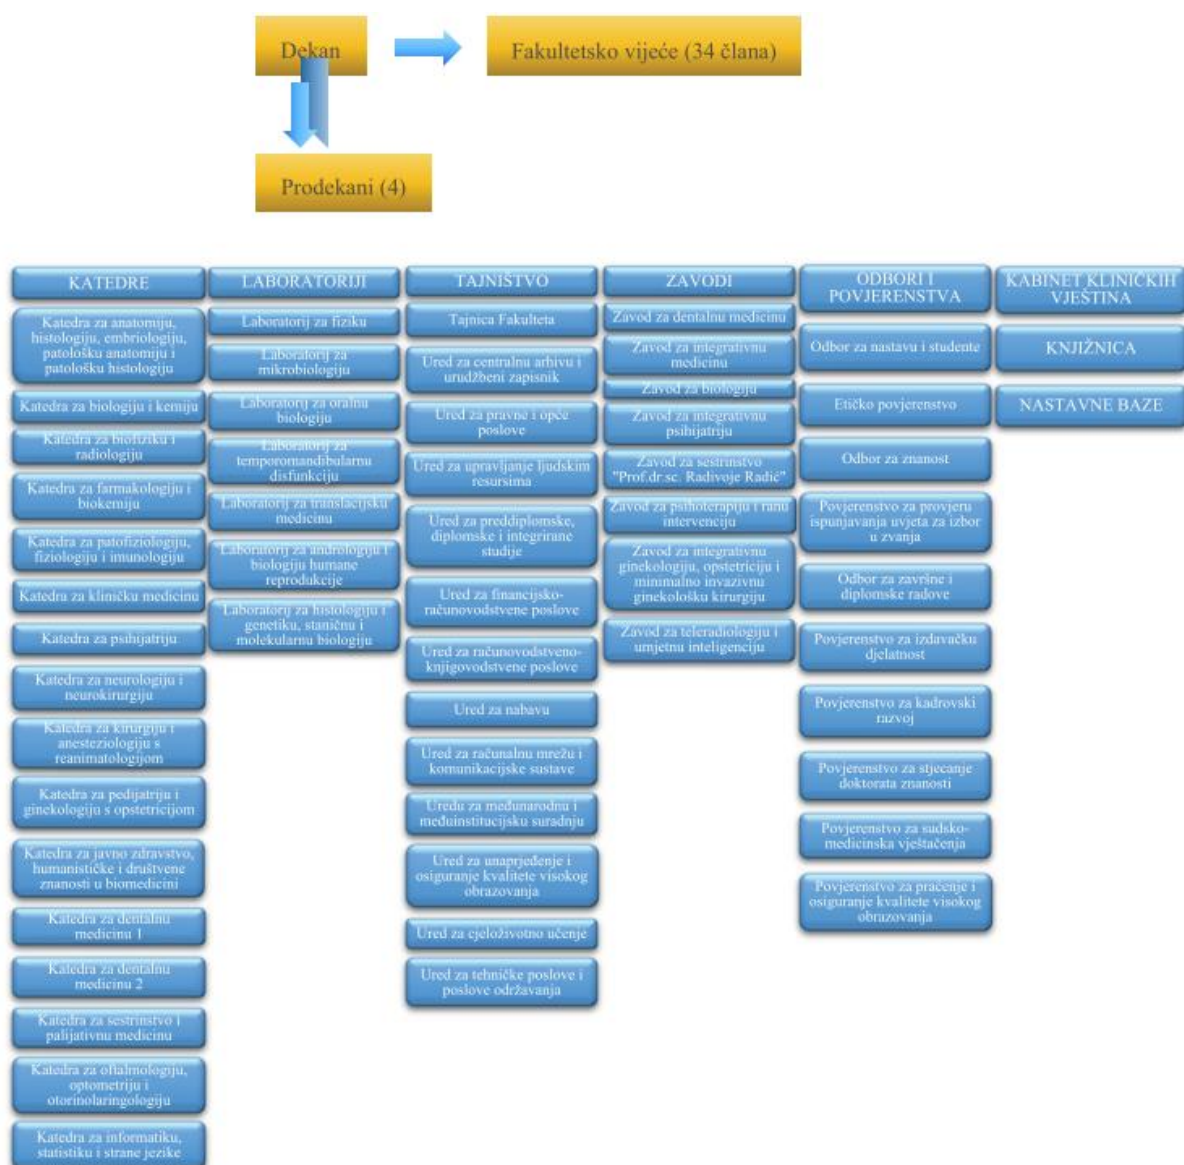 Dekan
Fakultetsko vijeće (34 člana)
Prodekani (4)
KATEDRE
Katedra za anatomiju,
histologiju, embriologiju,
patološku anatomiju i
patološku histologiju
Katedra za biologiju i kemiju
Katedra za biofiziku i
radiologiju
Katedra za farmakologiju i
biokemiju
Katedra za patofiziologiju,
fiziologiju i imunologiju
Katedra za kliničku medicinu
Katedra za psihijatriju
Katedra za neurologiju i
neurokirurgiju
Katedra za kirurgiju i
anesteziologiju s
reanimatologijom
Katedra za pedijatriju i
ginekologiju s opstetricijom
Katedra za javno zdravstvo,
humanističke i društvene
znanosti u biomedicini
Katedra za dentalnu
medicinu 1
Katedra za dentalnu
medicinu 2
Katedra za sestrinstvo i
palijativnu medicinu
Katedra za oftalmologiju,
optometriju i
otorinolaringologiju
Katedra za informatiku,
statistiku i strane jezike
LABORATORIJI
Laboratorij za fiziku
Laboratorij za
mikrobiologiju
Laboratorij za oralnu
biologiju
Laboratorij za
temporomandibularnu
disfunkciju
Laboratorij za translacijsku
medicinu
Laboratorij za andrologiju i
biologiju humane
reprodukcije
Laboratorij za histologiju i
genetiku, staničnu i
molekularnu biologiju
TAJNIŠTVO
Tajnica Fakulteta
Ured za centralnu arhivu i
urudžbeni zapisnik
Ured za pravne i opće
poslove
Ured za upravljanje ljudskim
resursima
Ured za preddiplomske,
diplomske i integrirane
studije
Ured za financijsko-
računovodstvene poslove
Ured za računovodstveno-
knjigovodstvene poslove
Ured za nabavu
Ured za računalnu mrežu i
komunikacijske sustave
Uredu za međunarodnu i
međuinstitucijsku suradnju
Ured za unaprjeđenje i
osiguranje kvalitete visokog
obrazovanja
Ured za cjeloživotno učenje
Ured za tehničke poslove i
poslove održavanja
ZAVODI
Zavod za dentalnu medicinu
Zavod za integrativnu
medicinu
Zavod za biologiju
Zavod za integrativnu
psihijatriju
Zavod za sestrinstvo
"Prof.dr.sc. Radivoje Radić"
Zavod za psihoterapiju i ranu
intervenciju
Zavod za integrativnu
ginekologiju, opstetriciju i
minimalno invazivnu
ginekološku kirurgiju
Zavod za teleradiologiju i
umjetnu inteligenciju
ODBORI I
POVJERENSTVA
Odbor za nastavu i studente
Etičko povjerenstvo
Odbor za znanost
Povjerenstvo za provjeru
ispunjavanja uvjeta za izbor
u zvanja
Odbor za završne i
diplomske radove
Povjerenstvo za izdavačku
djelatnost
Povjerenstvo za kadrovski
razvoj
Povjerenstvo za stjecanje
doktorata znanosti
Povjerenstvo za sudsko-
medicinska vještačenja
Povjerenstvo za praćenje i
osiguranje kvalitete visokog
obrazovanja
KABINET KLINIČKIH
VJEŠTINA
KNJIŽNICA
NASTAVNE BAZE